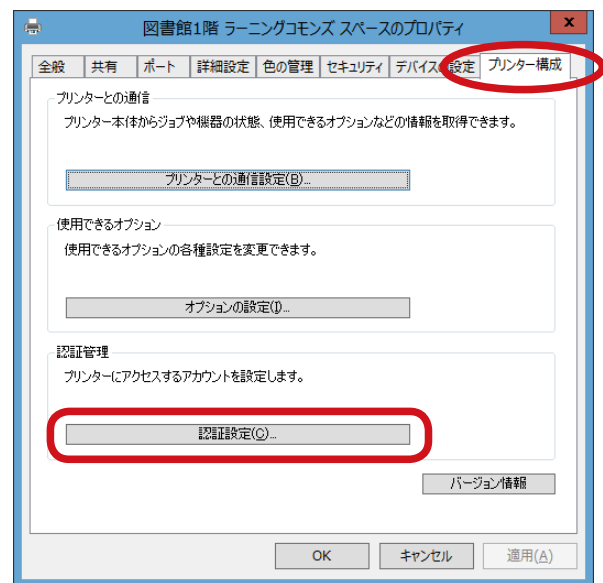 図書館1階 ラーニングコモンズ スペースのプロパティ
x
全般 共有 ポート 詳細設定 色の管理 セキュリティ デバイスの設定 プリンター構成
プリンターとの通信
プリンター本体からジョブや機器の状態、使用できるオプションなどの情報を取得できます。
プリンターとの通信設定(B)...
使用できるオプション
使用できるオプションの各種設定を変更できます。
オプションの設定(I)...
認証管理
プリンターにアクセスするアカウントを設定します。
認証設定(C)...
バージョン情報
OK キャンセル 適用(A)